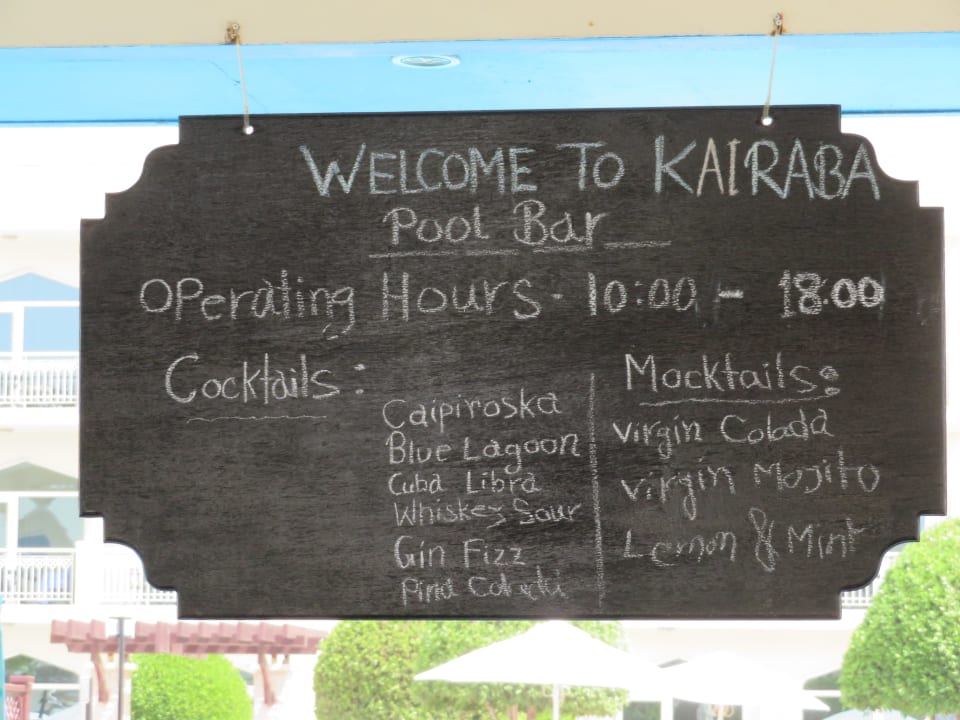 WELCOME TO KAIRABA
Pool Bar
Operating Hours - 10:00 - 18.00
Cocktails:
Caipiroska
Blue Lagoon
Cuba Libra
Whiskey Sour
Gin Fizz
Pina
Mocktails:
Virgin Colada
Virgin Mojito
Lemon & Mint